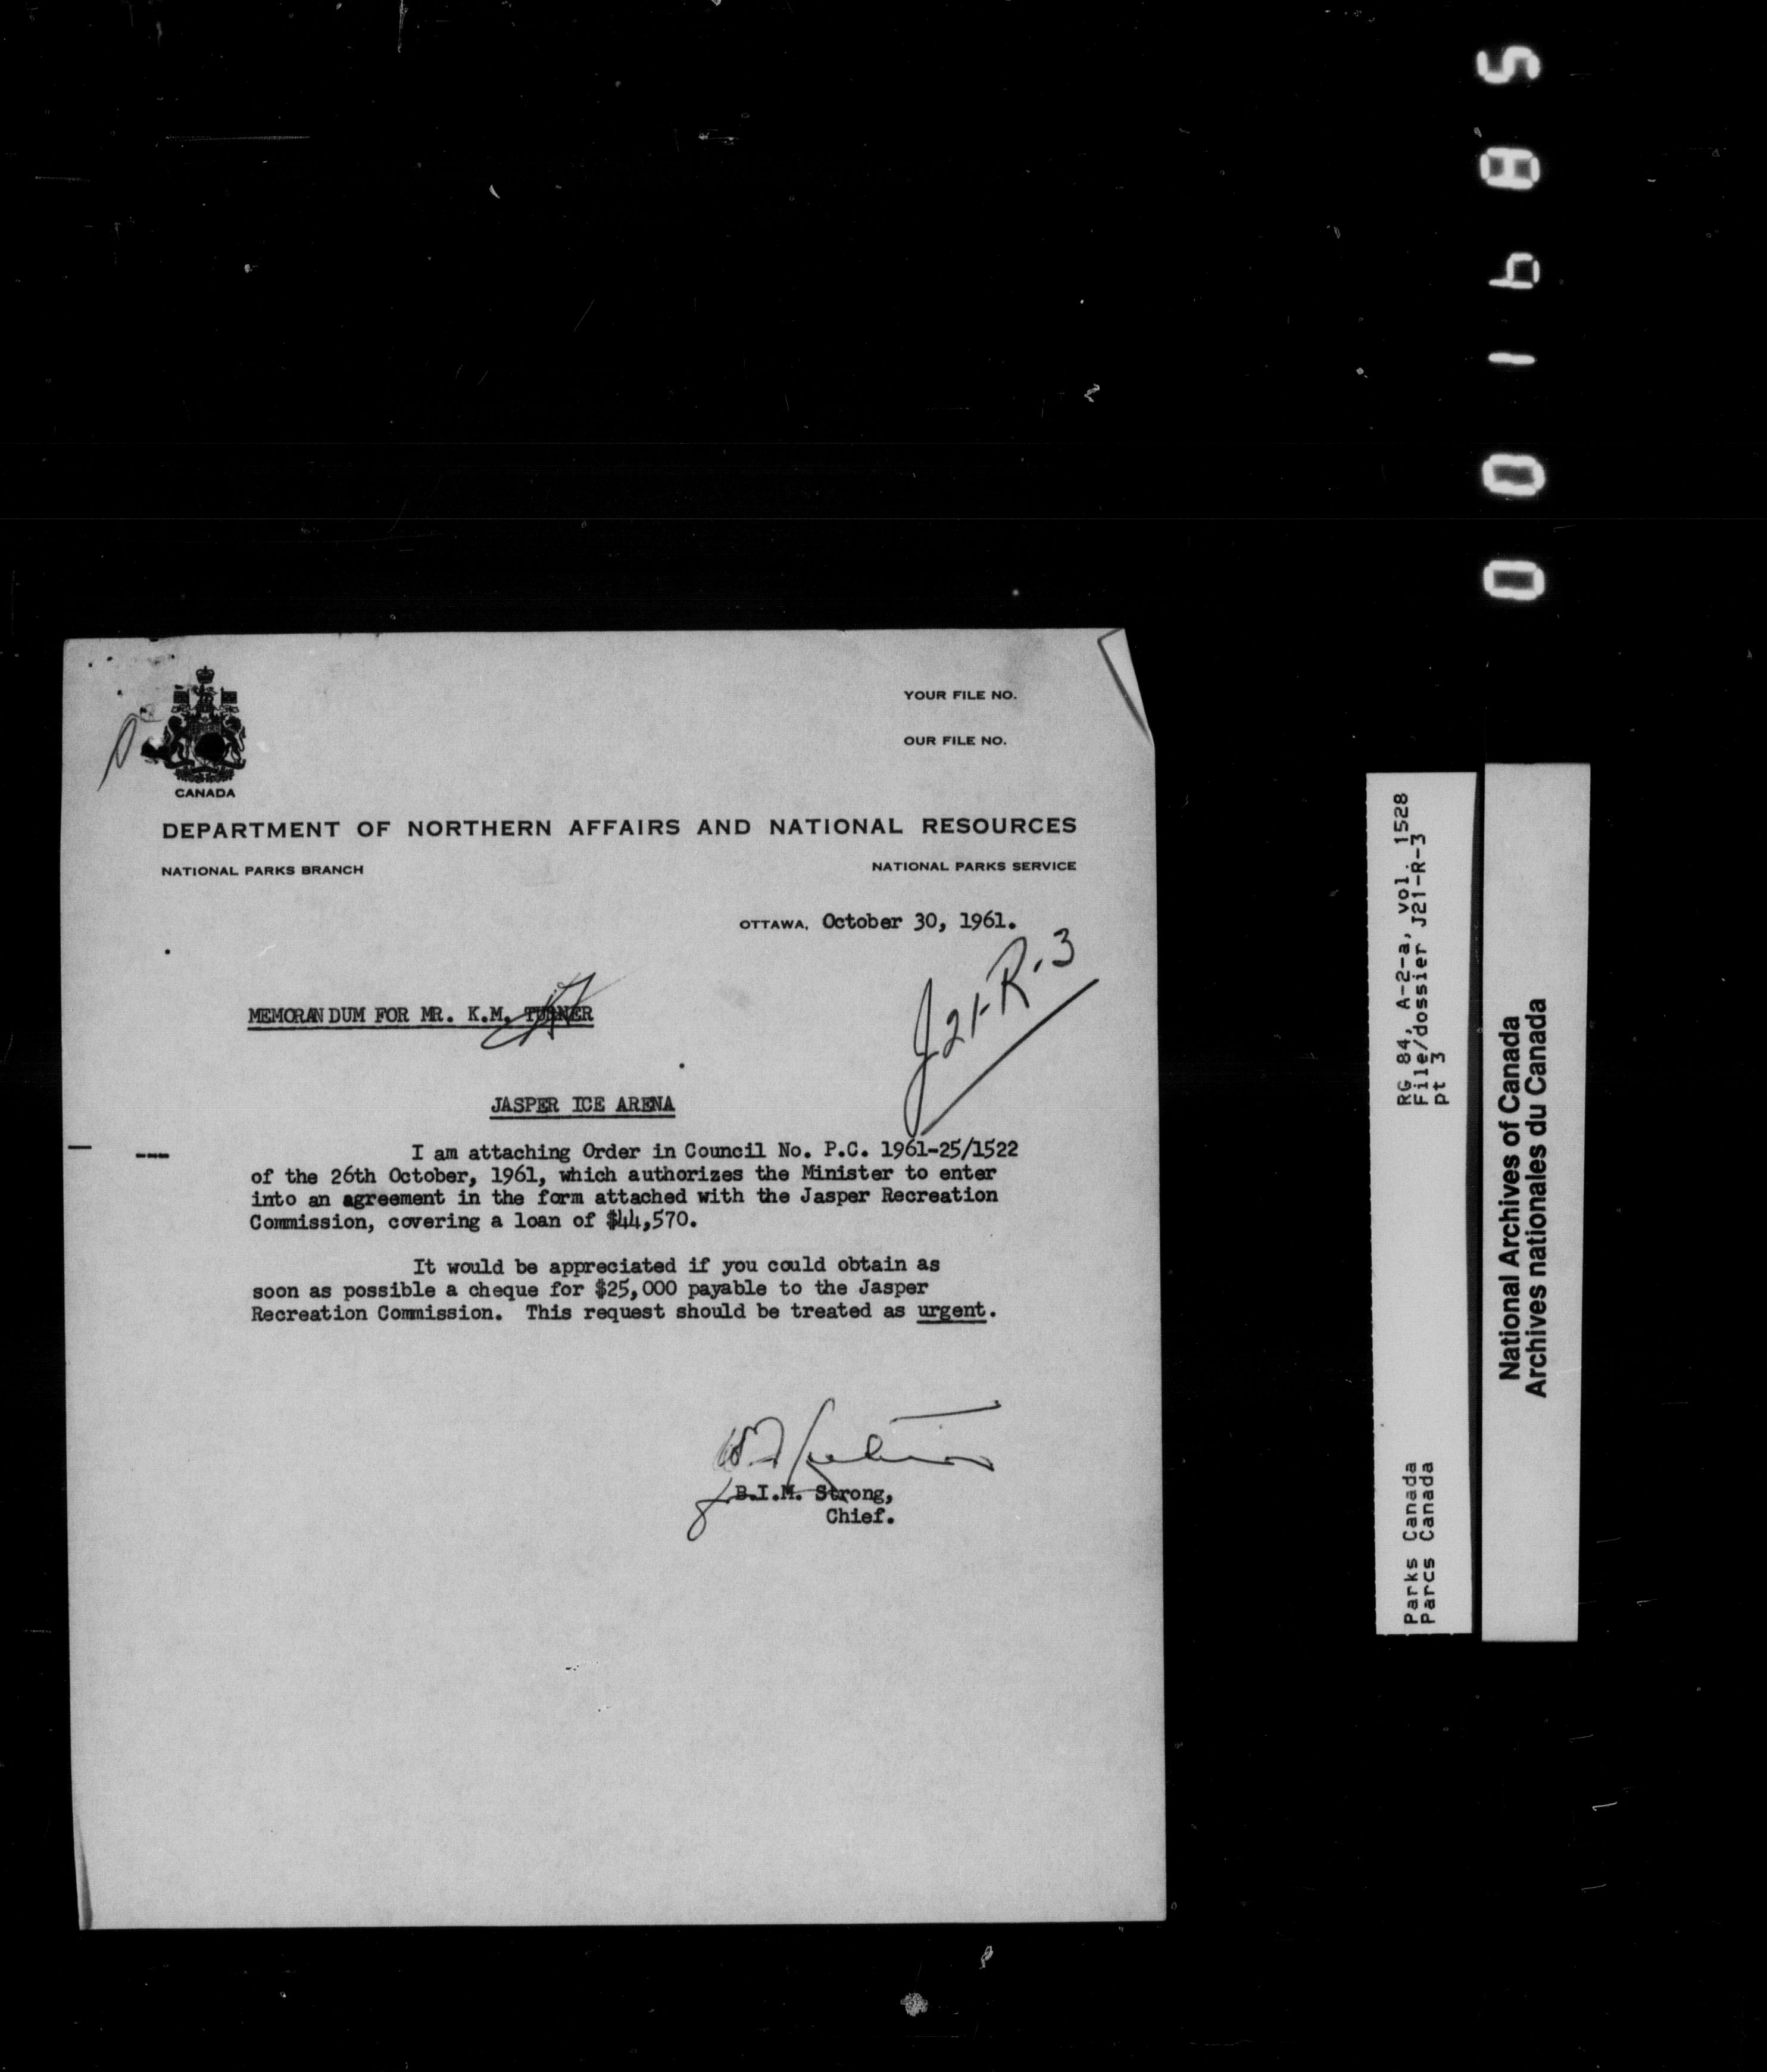 YOUR FILE NO.
OUR FILE NO.
CANADA
DEPARTMENT OF NORTHERN AFFAIRS AND NATIONAL RESOURCES
NATIONAL PARKS BRANCH
NATIONAL PARKS SERVICE
OTTAWA, October 30, 1961.
J21-R-3
MEMORANDUM FOR MR. K.M. TURNER
JASPER ICE ARENA
I am attaching Order in Council No. P.C. 1961-25/1522
of the 26th October, 1961, which authorizes the Minister to enter
into an agreement in the form attached with the Jasper Recreation
Commission, covering a loan of $44,570.
It would be appreciated if you could obtain as
soon as possible a cheque for $25,000 payable to the Jasper
Recreation Commission. This request should be treated as urgent.
B.I.M. Strong,
Chief.
RG 84, A-2-a, vol. 1528
File/dossier J21-R-3
pt 3
Parks Canada
Parcs Canada
National Archives of Canada
Archives nationales du Canada